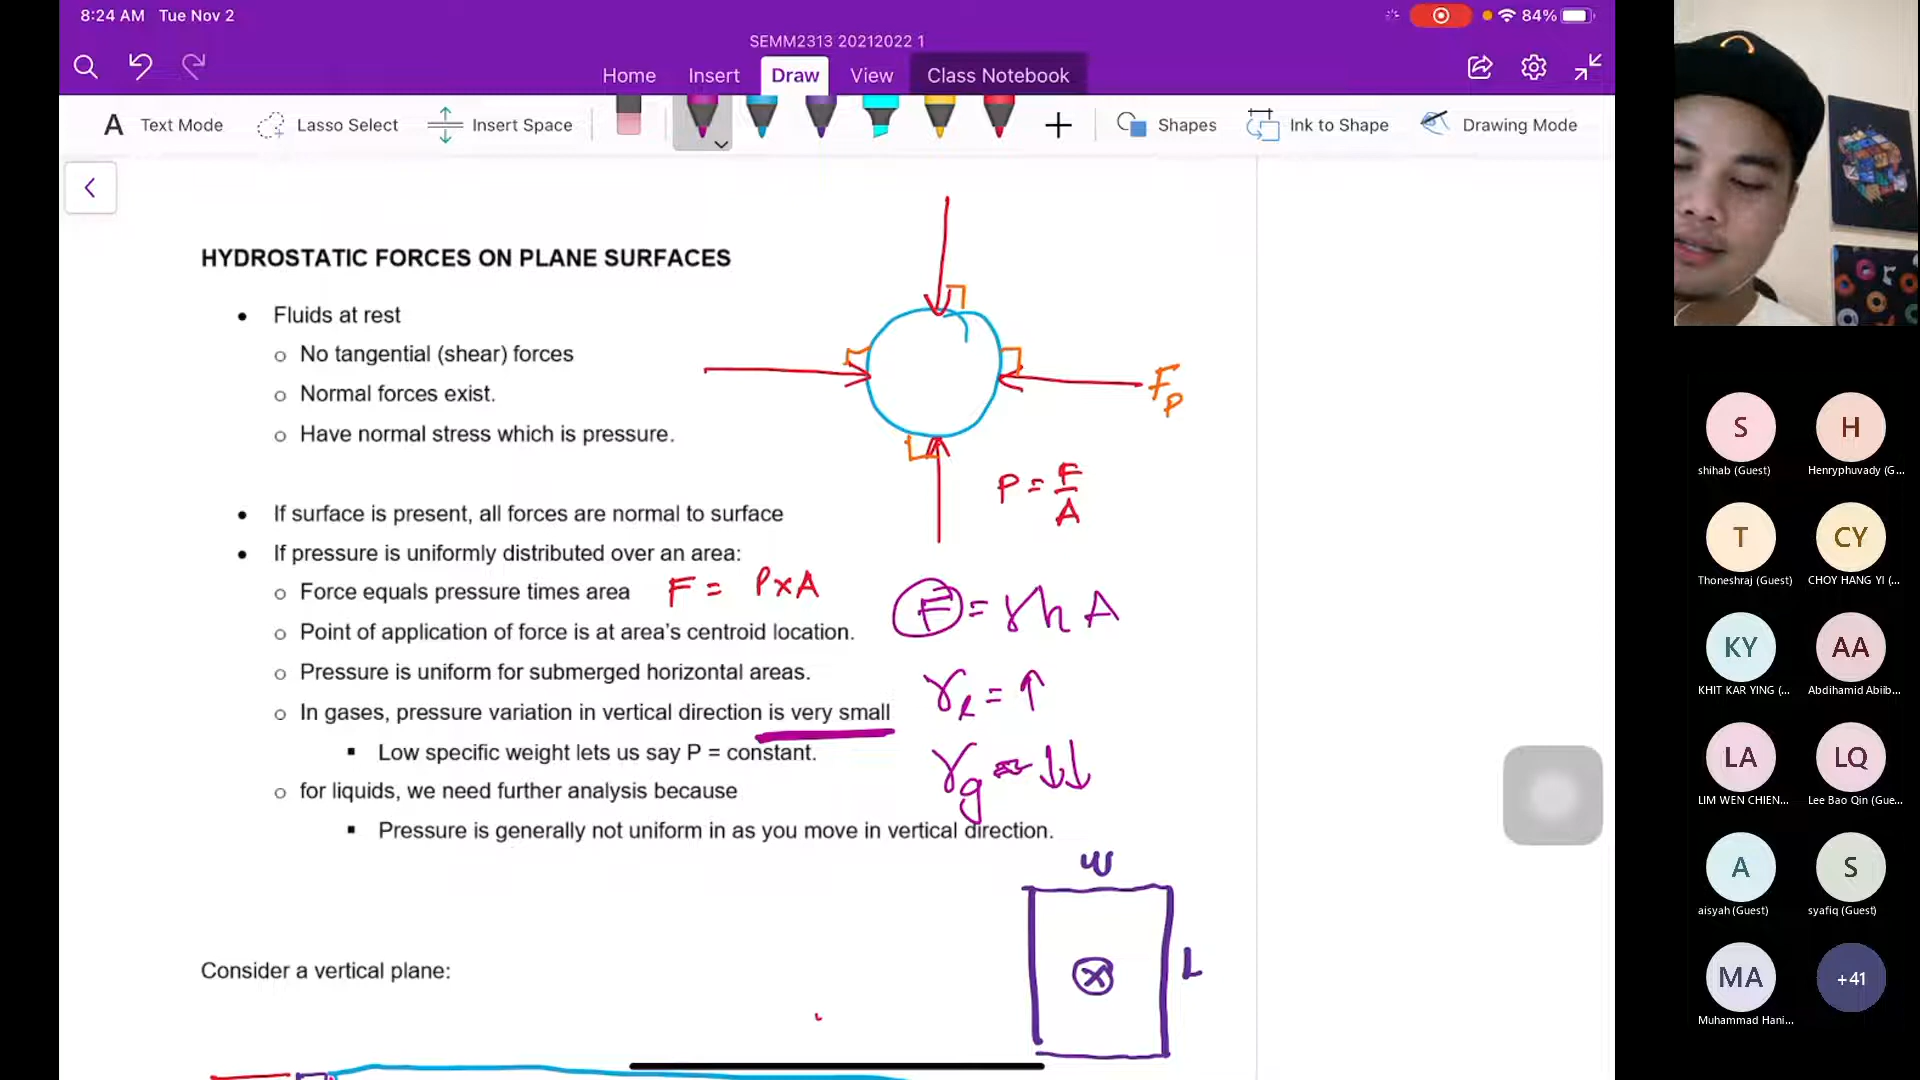 8:24 AM Tue Nov 2
84%
SEMM2313 20212022 1
Home Insert Draw View Class Notebook
A Text Mode Lasso Select Insert Space Shapes Ink to Shape Drawing Mode
HYDROSTATIC FORCES ON PLANE SURFACES
Fluids at rest
No tangential (shear) forces
Normal forces exist.
Have normal stress which is pressure.
Fp
P = F/A
If surface is present, all forces are normal to surface
If pressure is uniformly distributed over an area:
Force equals pressure times area F = P×A
F = γh A
Point of application of force is at area's centroid location.
Pressure is uniform for submerged horizontal areas.
γℓ = ↑
In gases, pressure variation in vertical direction is very small
Low specific weight lets us say P = constant.
γg = ↓↓
for liquids, we need further analysis because
Pressure is generally not uniform in as you move in vertical direction.
W
L
x
Consider a vertical plane:
S H
shihab (Guest) Henryphuvady (G...
T CY
Thoneshraj (Guest) CHOY HANG YI (...
KY AA
KHIT KAR YING (... Abdihamid Abiib...
LA LQ
LIM WEN CHIEN... Lee Bao Qin (Gue...
A S
aisyah (Guest) syafiq (Guest)
MA +41
Muhammad Hani...